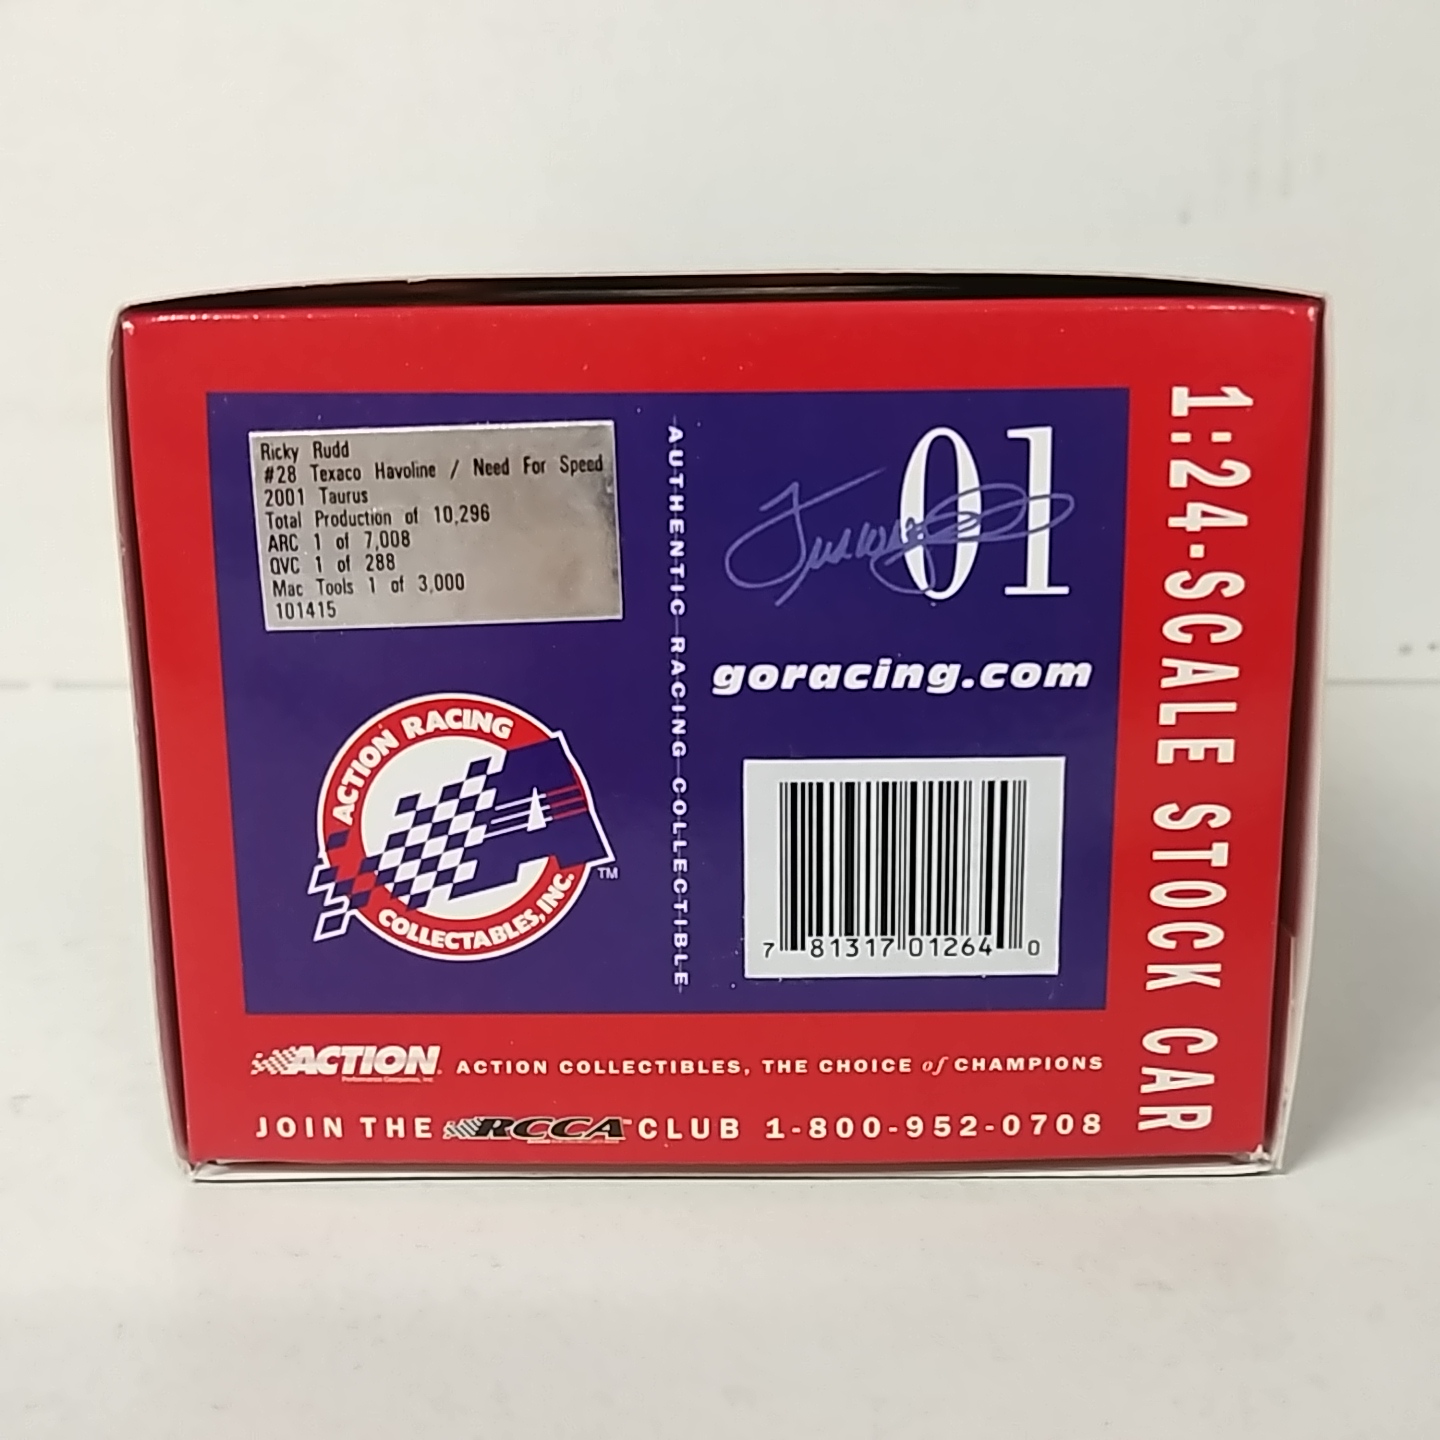 Ricky Rudd
#28 Texaco Havoline / Need For Speed
2001 Taurus
Total Production of 10,296
ARC 1 of 7,008
QVC 1 of 288
Mac Tools 1 of 3,000
101415
AUTHENTIC RACING COLLECTIBLE
01
goracing.com
ACTION RACING
COLLECTABLES, INC.
TM
7 81317 01264 0
1:24-SCALE STOCK CAR
ACTION
ACTION COLLECTIBLES, THE CHOICE of CHAMPIONS
JOIN THE RCCA CLUB 1-800-952-0708